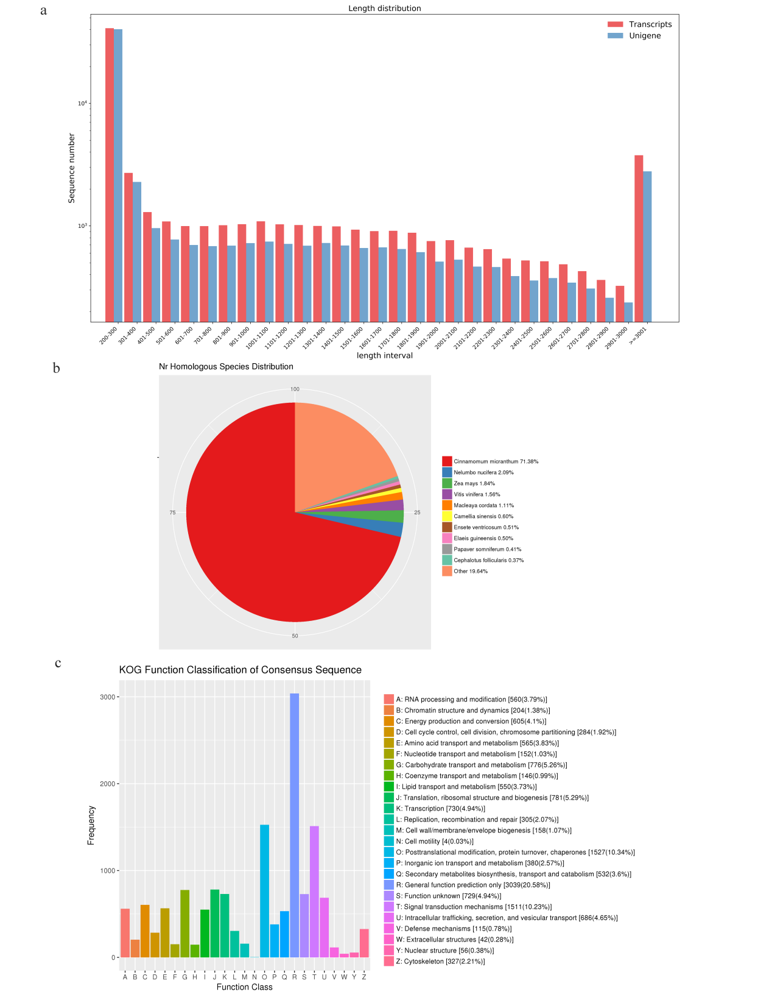 a
Length distribution
Transcripts
Unigene
10⁴
10³
Sequence number
200-300
301-400
401-500
501-600
601-700
701-800
801-900
901-1000
1001-1100
1101-1200
1201-1300
1301-1400
1401-1500
1501-1600
1601-1700
1701-1800
1801-1900
1901-2000
2001-2100
2101-2200
2201-2300
2301-2400
2401-2500
2501-2600
2601-2700
2701-2800
2801-2900
2901-3000
>=3001
length interval
b
Nr Homologous Species Distribution
100
75
25
50
Cinnamomum micranthum 71.38%
Nelumbo nucifera 2.09%
Zea mays 1.84%
Vitis vinifera 1.56%
Macleaya cordata 1.11%
Camellia sinensis 0.60%
Ensete ventricosum 0.51%
Elaeis guineensis 0.50%
Papaver somniferum 0.41%
Cephalotus follicularis 0.37%
Other 19.64%
c
KOG Function Classification of Consensus Sequence
3000
2000
1000
0
Frequency
A B C D E F G H I J K L M N O P Q R S T U V W Y Z
Function Class
A: RNA processing and modification [560(3.79%)]
B: Chromatin structure and dynamics [204(1.38%)]
C: Energy production and conversion [605(4.1%)]
D: Cell cycle control, cell division, chromosome partitioning [284(1.92%)]
E: Amino acid transport and metabolism [565(3.83%)]
F: Nucleotide transport and metabolism [152(1.03%)]
G: Carbohydrate transport and metabolism [776(5.26%)]
H: Coenzyme transport and metabolism [146(0.99%)]
I: Lipid transport and metabolism [550(3.73%)]
J: Translation, ribosomal structure and biogenesis [781(5.29%)]
K: Transcription [730(4.94%)]
L: Replication, recombination and repair [305(2.07%)]
M: Cell wall/membrane/envelope biogenesis [158(1.07%)]
N: Cell motility [4(0.03%)]
O: Posttranslational modification, protein turnover, chaperones [1527(10.34%)]
P: Inorganic ion transport and metabolism [380(2.57%)]
Q: Secondary metabolites biosynthesis, transport and catabolism [532(3.6%)]
R: General function prediction only [3039(20.58%)]
S: Function unknown [729(4.94%)]
T: Signal transduction mechanisms [1511(10.23%)]
U: Intracellular trafficking, secretion, and vesicular transport [686(4.65%)]
V: Defense mechanisms [115(0.78%)]
W: Extracellular structures [42(0.28%)]
Y: Nuclear structure [56(0.38%)]
Z: Cytoskeleton [327(2.21%)]